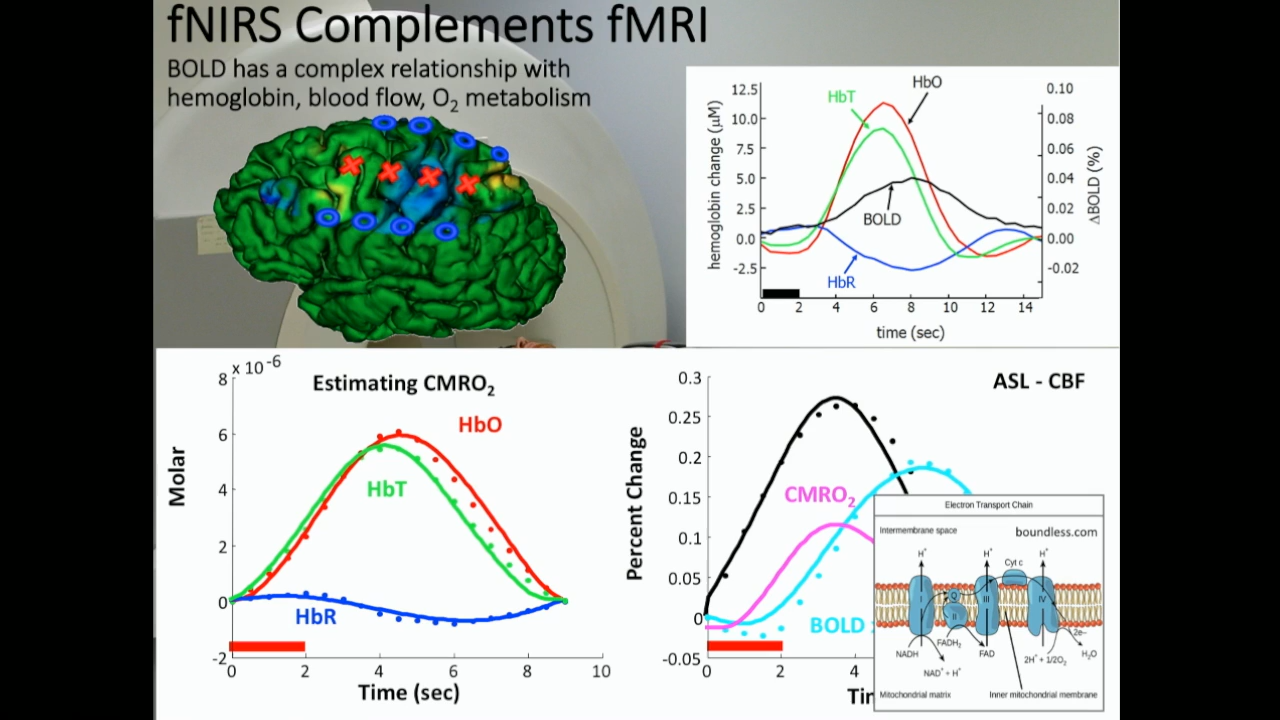 fNIRS Complements fMRI
BOLD has a complex relationship with
hemoglobin, blood flow, O₂ metabolism
HbT
HbO
BOLD
HbR
hemoglobin change (μM)
12.5
10.0
7.5
5.0
2.5
0.0
-2.5
0.10
0.08
0.06
0.04
0.02
0.00
-0.02
ΔBOLD (%)
0 2 4 6 8 10 12 14
time (sec)
x 10⁻⁶
Estimating CMRO₂
HbO
HbT
HbR
Molar
8
6
4
2
0
-2
0 2 4 6 8 10
Time (sec)
ASL - CBF
CMRO₂
BOLD
Percent Change
0.3
0.25
0.2
0.15
0.1
0.05
0
-0.05
0 2 4
Electron Transport Chain
Intermembrane space
boundless.com
H⁺ H⁺ H⁺
Cyt c
I Q II III IV
NADH
FADH₂
FAD
2e-
NAD⁺ + H⁺
2H⁺ + 1/2O₂
H₂O
Mitochondrial matrix
Inner mitochondrial membrane